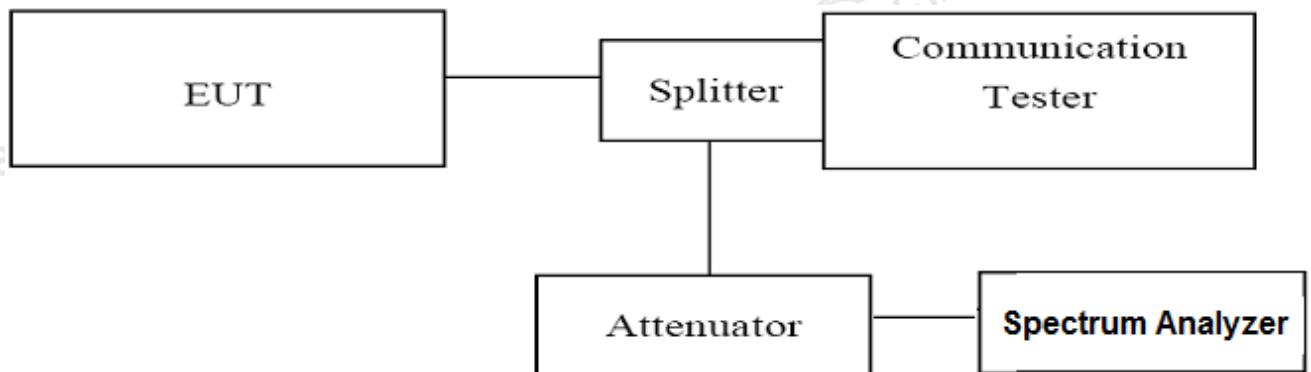 EUT
Splitter
Communication
Tester
Attenuator
Spectrum Analyzer